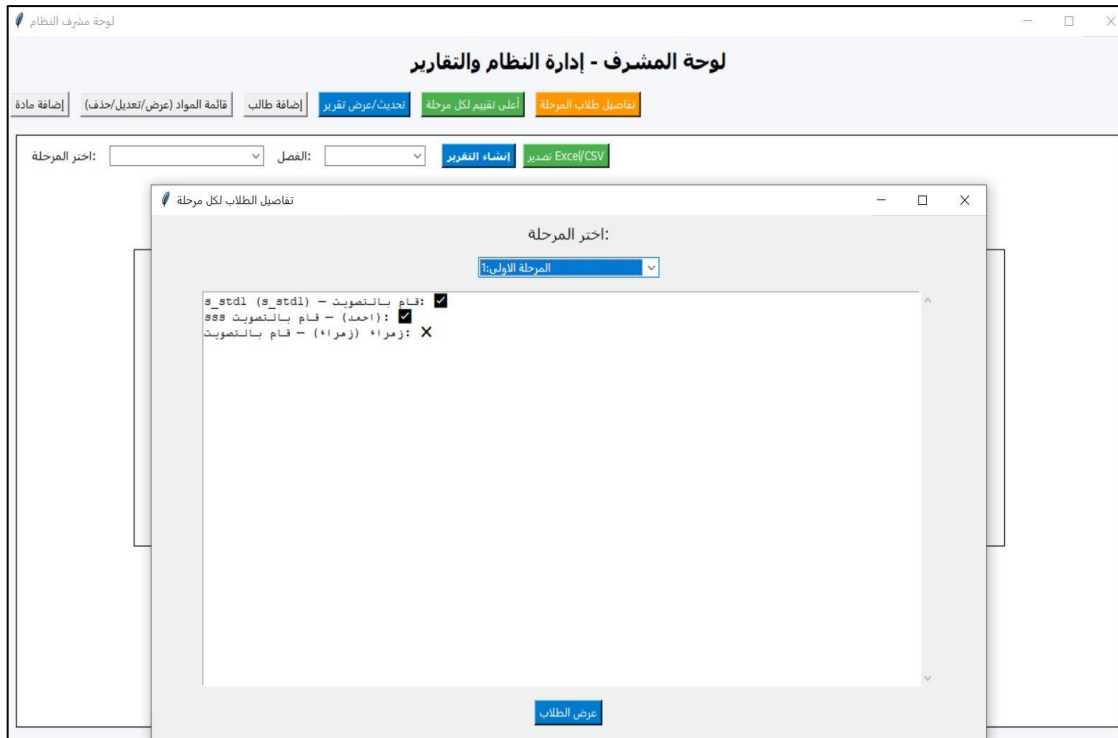 لوحة مشرف النظام
لوحة المشرف - إدارة النظام والتقارير
إضافة مادة
قائمة المواد (عرض/تعديل/حذف)
إضافة طالب
تحديث/عرض تقرير
أعلى تقييم لكل مرحلة
تفاصيل طلاب المرحلة
اختر المرحلة:
الفصل:
إنشاء التقرير
تصدير Excel/CSV
تفاصيل الطلاب لكل مرحلة
اختر المرحلة:
المرحلة الاولى:1
s_std1 (s_std1) — قام بالتصويت: ✅
sss (احمد) — قام بالتصويت: ✅
زهراء (زهراء) — قام بالتصويت: ❌
عرض الطلاب